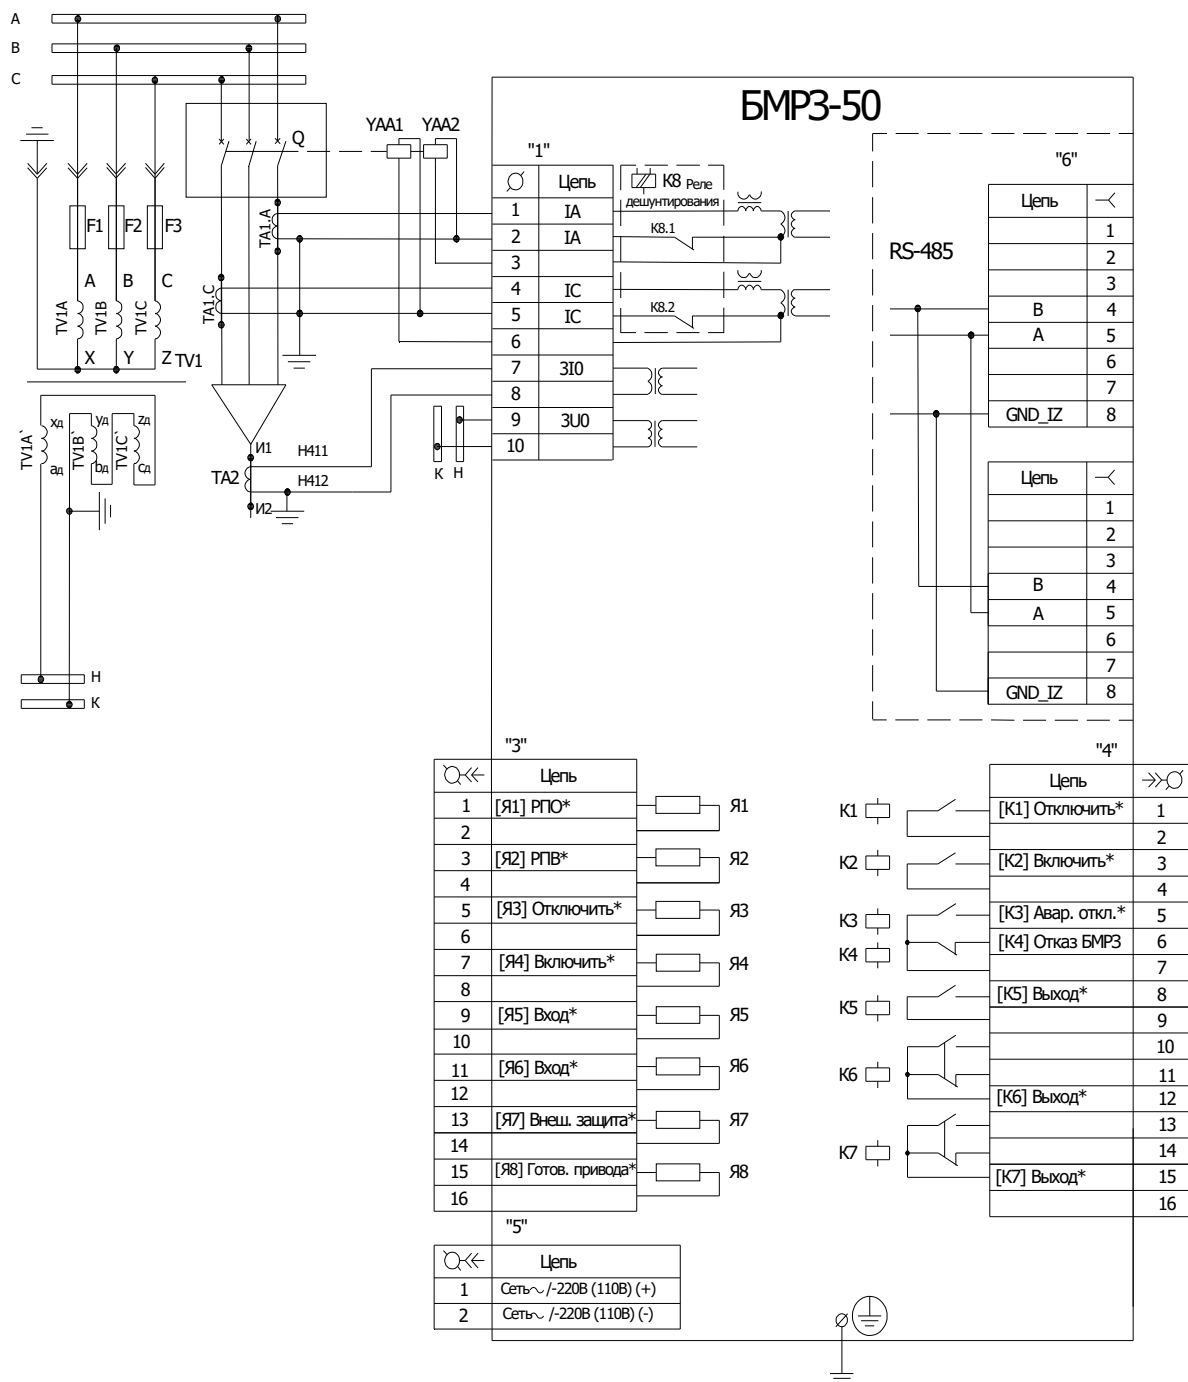 A
B
C
БМРЗ-50
YAA1 YAA2
Q
"1"
Цепь
1 IA
2 IA
3
4 IC
5 IC
6
7 3I0
8
9 3U0
10
K8 Реле
дешунтирования
K8.1
K8.2
"6"
RS-485
Цепь
1
2
3
B 4
A 5
6
7
GND_IZ 8
Цепь
1
2
3
B 4
A 5
6
7
GND_IZ 8
F1 F2 F3
TA1.A
TA1.C
A B C
TV1A TV1B TV1C
X Y Z TV1
TV1A` TV1B` TV1C`
xд yд zд
aд bд cд
И1
TA2
И2
H411
H412
К Н
Н
К
"3"
Цепь
1 [Я1] РПО* Я1
2
3 [Я2] РПВ* Я2
4
5 [Я3] Отключить* Я3
6
7 [Я4] Включить* Я4
8
9 [Я5] Вход* Я5
10
11 [Я6] Вход* Я6
12
13 [Я7] Внеш. защита* Я7
14
15 [Я8] Готов. привода* Я8
16
"5"
Цепь
1 Сеть∼ /-220В (110В) (+)
2 Сеть∼ /-220В (110В) (-)
"4"
Цепь
K1 [K1] Отключить* 1
2
K2 [K2] Включить* 3
4
K3 [K3] Авар. откл.* 5
K4 [K4] Отказ БМРЗ 6
7
K5 [K5] Выход* 8
9
10
K6 11
[K6] Выход* 12
13
K7 14
[K7] Выход* 15
16